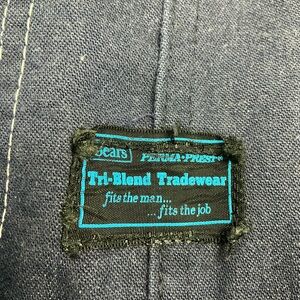 Sears PERMA-PREST®
Tri-Blend Tradewear
fits the man...
...fits the job